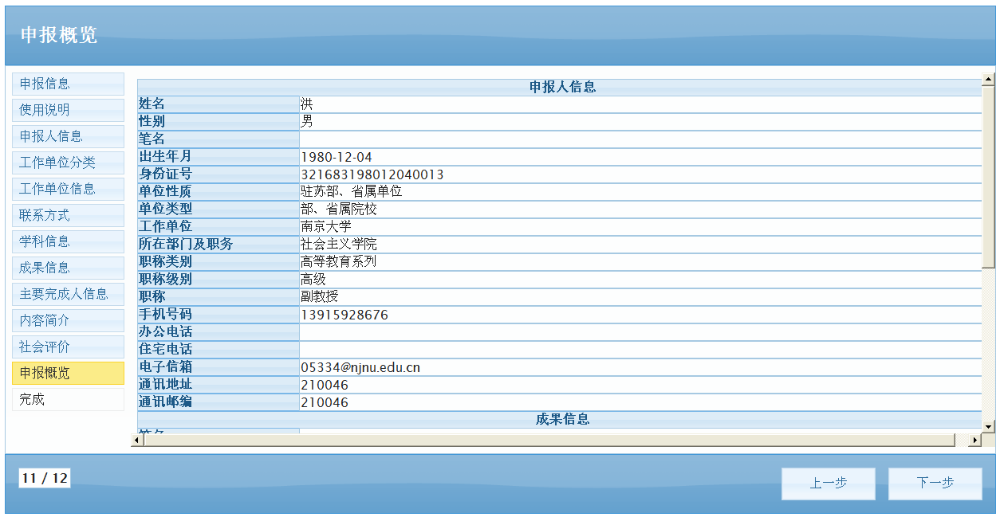 申报概览
申报信息
使用说明
申报人信息
工作单位分类
工作单位信息
联系方式
学科信息
成果信息
主要完成人信息
内容简介
社会评价
申报概览
完成
申报人信息
姓名 洪
性别 男
笔名
出生年月 1980-12-04
身份证号 321683198012040013
单位性质 驻苏部、省属单位
单位类型 部、省属院校
工作单位 南京大学
所在部门及职务 社会主义学院
职称类别 高等教育系列
职称级别 高级
职称 副教授
手机号码 13915928676
办公电话
住宅电话
电子信箱 05334@njnu.edu.cn
通讯地址 210046
通讯邮编 210046
成果信息
11 / 12
上一步
下一步